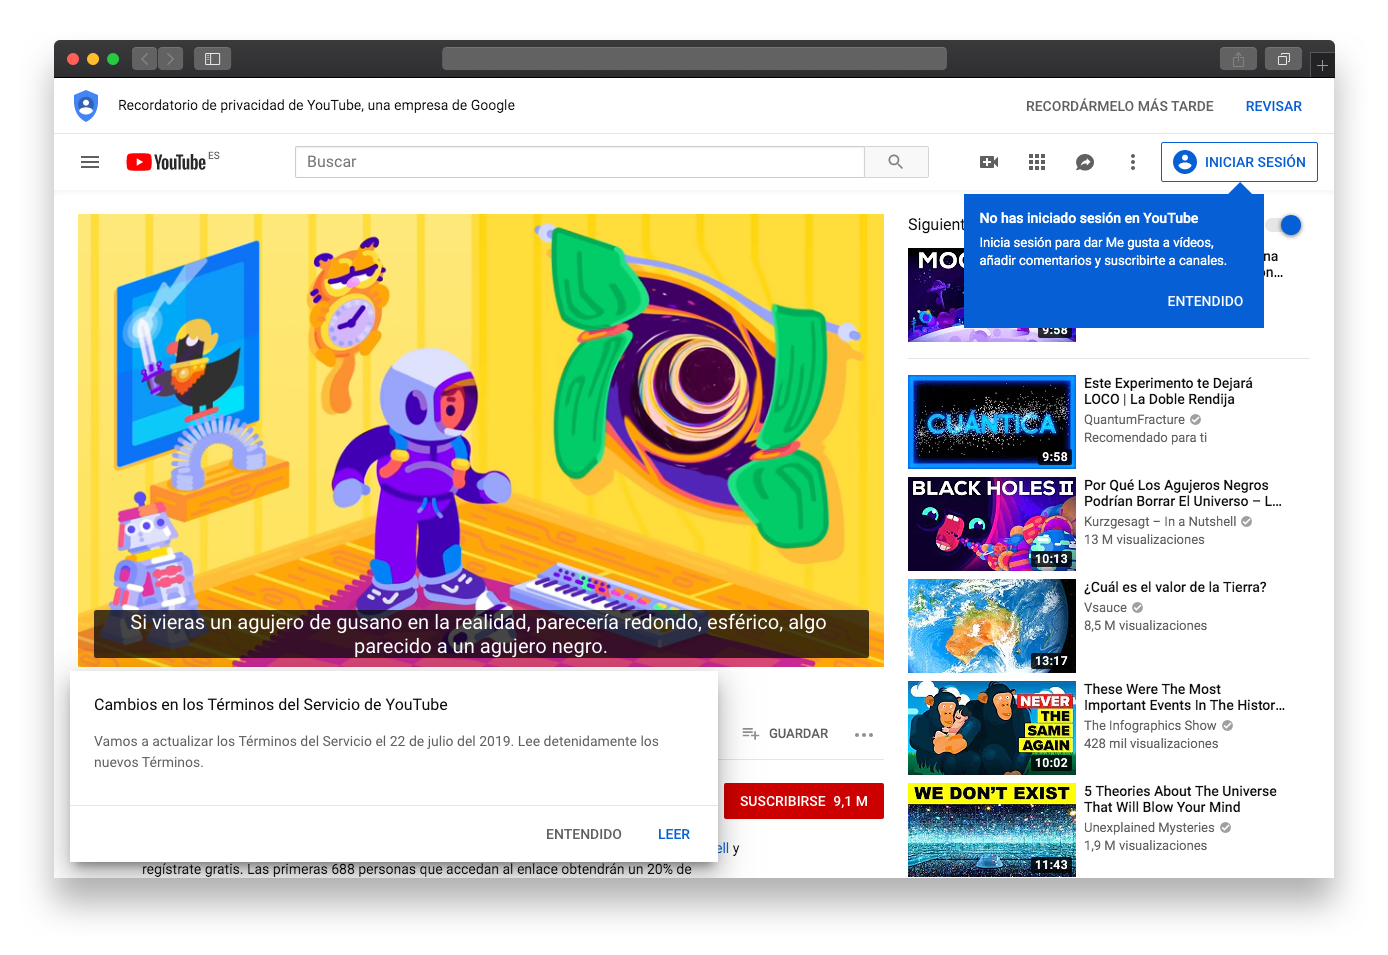 Recordatorio de privacidad de YouTube, una empresa de Google
RECORDÁRMELO MÁS TARDE
REVISAR
YouTube ES
Buscar
INICIAR SESIÓN
No has iniciado sesión en YouTube
Inicia sesión para dar Me gusta a vídeos,
añadir comentarios y suscribirte a canales.
ENTENDIDO
Si vieras un agujero de gusano en la realidad, parecería redondo, esférico, algo
parecido a un agujero negro.
Cambios en los Términos del Servicio de YouTube
Vamos a actualizar los Términos del Servicio el 22 de julio del 2019. Lee detenidamente los
nuevos Términos.
ENTENDIDO
LEER
GUARDAR
SUSCRIBIRSE 9,1 M
y
regístrate gratis. Las primeras 688 personas que accedan al enlace obtendrán un 20% de
9:58
CUÁNTICA
9:58
Este Experimento te Dejará
LOCO | La Doble Rendija
QuantumFracture
Recomendado para ti
BLACK HOLES II
10:13
Por Qué Los Agujeros Negros
Podrían Borrar El Universo – L...
Kurzgesagt – In a Nutshell
13 M visualizaciones
13:17
¿Cuál es el valor de la Tierra?
Vsauce
8,5 M visualizaciones
NEVER
THE
SAME
AGAIN
10:02
These Were The Most
Important Events In The Histor...
The Infographics Show
428 mil visualizaciones
WE DON'T EXIST
11:43
5 Theories About The Universe
That Will Blow Your Mind
Unexplained Mysteries
1,9 M visualizaciones